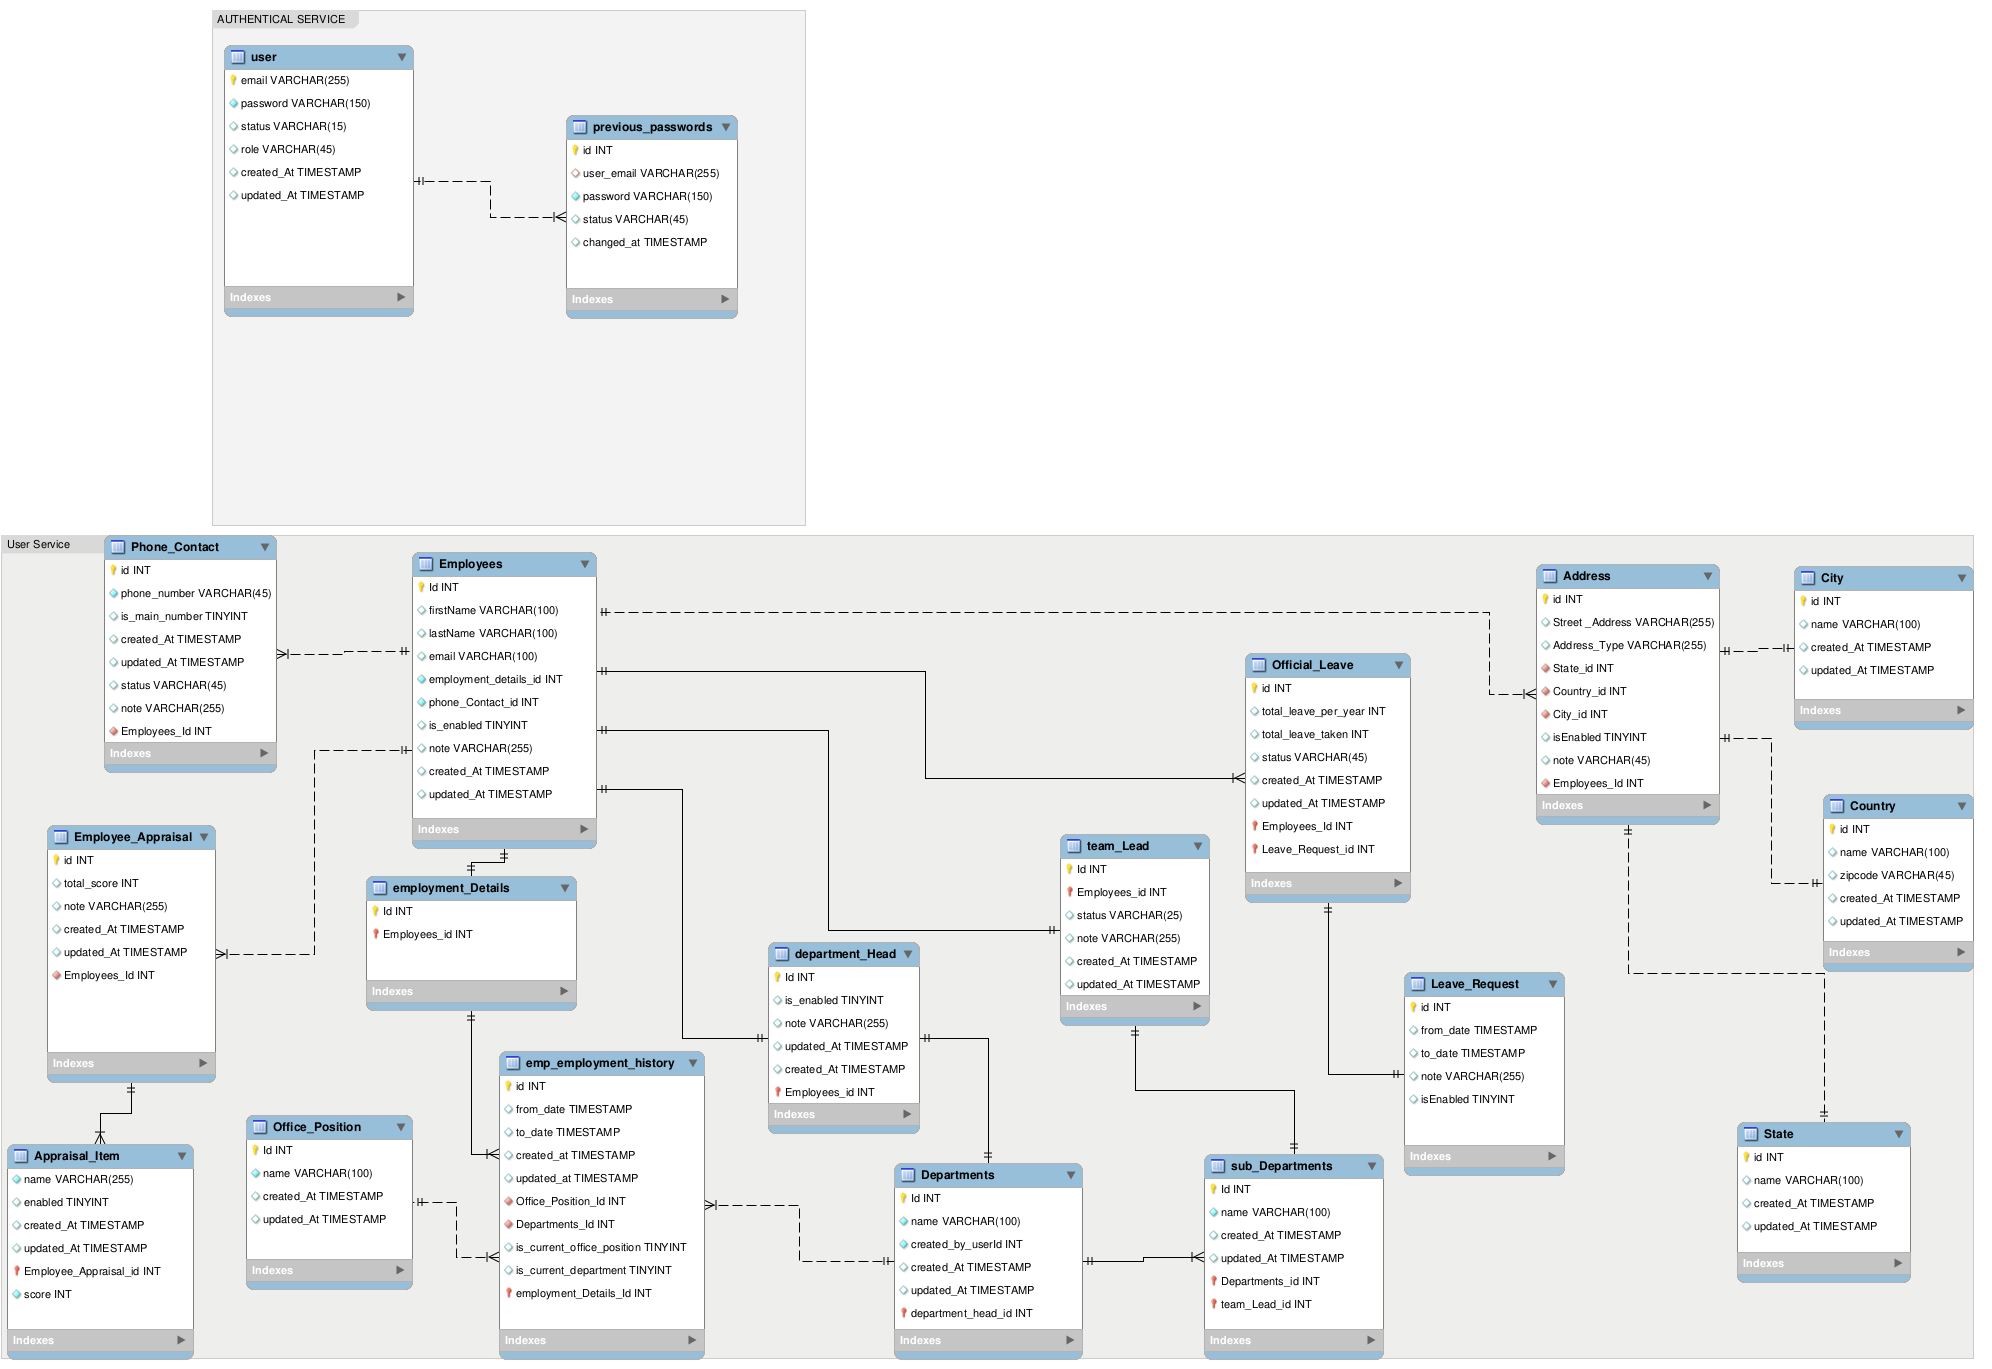 AUTHENTICAL SERVICE
user
email VARCHAR(255)
password VARCHAR(150)
status VARCHAR(15)
role VARCHAR(45)
created_At TIMESTAMP
updated_At TIMESTAMP
Indexes
previous_passwords
id INT
user_email VARCHAR(255)
password VARCHAR(150)
status VARCHAR(45)
changed_at TIMESTAMP
Indexes
User Service
Phone_Contact
id INT
phone_number VARCHAR(45)
is_main_number TINYINT
created_At TIMESTAMP
updated_At TIMESTAMP
status VARCHAR(45)
note VARCHAR(255)
Employees_Id INT
Indexes
Employees
Id INT
firstName VARCHAR(100)
lastName VARCHAR(100)
email VARCHAR(100)
employment_details_id INT
phone_Contact_id INT
is_enabled TINYINT
note VARCHAR(255)
created_At TIMESTAMP
updated_At TIMESTAMP
Indexes
Address
id INT
Street _Address VARCHAR(255)
Address_Type VARCHAR(255)
State_id INT
Country_id INT
City_id INT
isEnabled TINYINT
note VARCHAR(45)
Employees_Id INT
Indexes
City
id INT
name VARCHAR(100)
created_At TIMESTAMP
updated_At TIMESTAMP
Indexes
Official_Leave
id INT
total_leave_per_year INT
total_leave_taken INT
status VARCHAR(45)
created_At TIMESTAMP
updated_At TIMESTAMP
Employees_Id INT
Leave_Request_id INT
Indexes
Country
id INT
name VARCHAR(100)
zipcode VARCHAR(45)
created_At TIMESTAMP
updated_At TIMESTAMP
Indexes
Employee_Appraisal
id INT
total_score INT
note VARCHAR(255)
created_At TIMESTAMP
updated_At TIMESTAMP
Employees_Id INT
Indexes
employment_Details
Id INT
Employees_id INT
Indexes
team_Lead
Id INT
Employees_id INT
status VARCHAR(25)
note VARCHAR(255)
created_At TIMESTAMP
updated_At TIMESTAMP
Indexes
department_Head
Id INT
is_enabled TINYINT
note VARCHAR(255)
updated_At TIMESTAMP
created_At TIMESTAMP
Employees_id INT
Indexes
Leave_Request
id INT
from_date TIMESTAMP
to_date TIMESTAMP
note VARCHAR(255)
isEnabled TINYINT
Indexes
emp_employment_history
id INT
from_date TIMESTAMP
to_date TIMESTAMP
created_at TIMESTAMP
updated_at TIMESTAMP
Office_Position_Id INT
Departments_Id INT
is_current_office_position TINYINT
is_current_department TINYINT
employment_Details_Id INT
Indexes
Office_Position
Id INT
name VARCHAR(100)
created_At TIMESTAMP
updated_At TIMESTAMP
Indexes
Appraisal_Item
name VARCHAR(255)
enabled TINYINT
created_At TIMESTAMP
updated_At TIMESTAMP
Employee_Appraisal_id INT
score INT
Indexes
Departments
Id INT
name VARCHAR(100)
created_by_userId INT
created_At TIMESTAMP
updated_At TIMESTAMP
department_head_id INT
Indexes
sub_Departments
Id INT
name VARCHAR(100)
created_At TIMESTAMP
updated_At TIMESTAMP
Departments_id INT
team_Lead_id INT
Indexes
State
id INT
name VARCHAR(100)
created_At TIMESTAMP
updated_At TIMESTAMP
Indexes